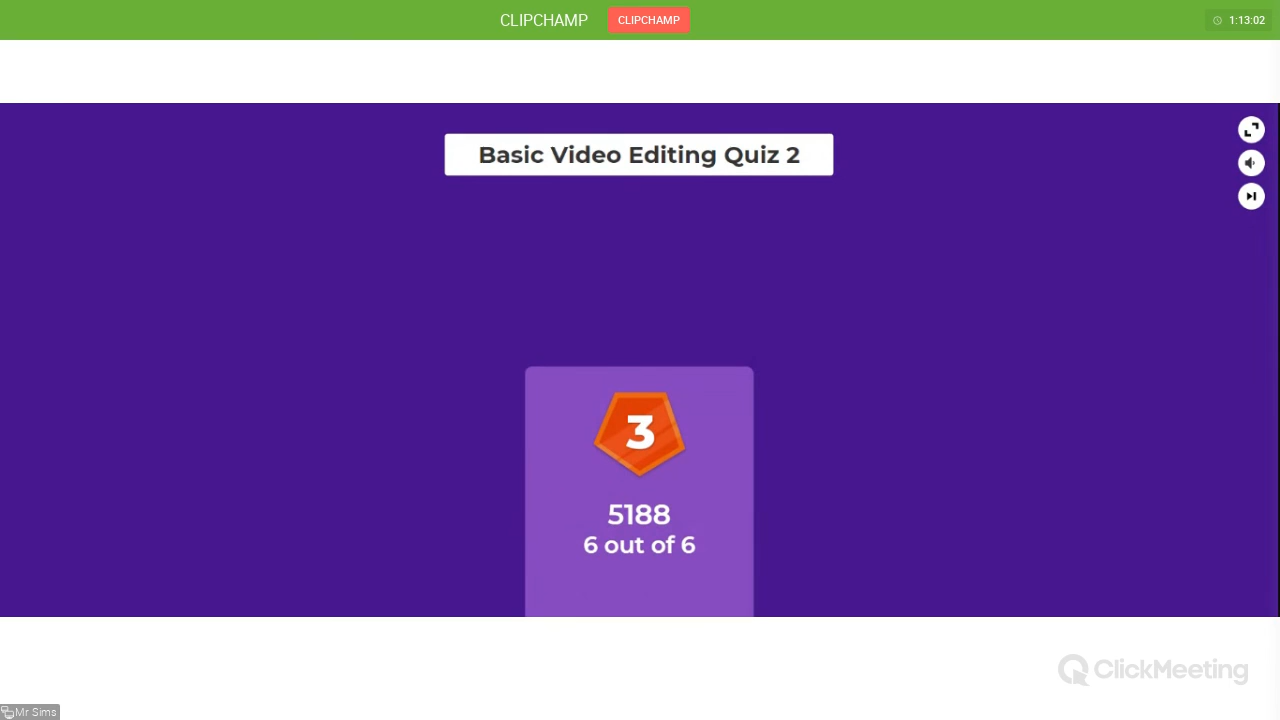 CLIPCHAMP
CLIPCHAMP
1:13:02
Basic Video Editing Quiz 2
3
5188
6 out of 6
ClickMeeting
Mr Sims